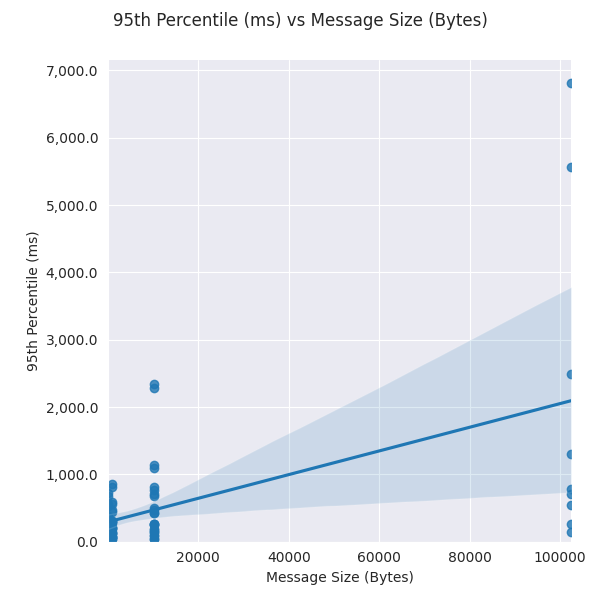 95th Percentile (ms) vs Message Size (Bytes)
7,000.0
6,000.0
5,000.0
4,000.0
3,000.0
2,000.0
1,000.0
0.0
95th Percentile (ms)
20000 40000 60000 80000 100000
Message Size (Bytes)